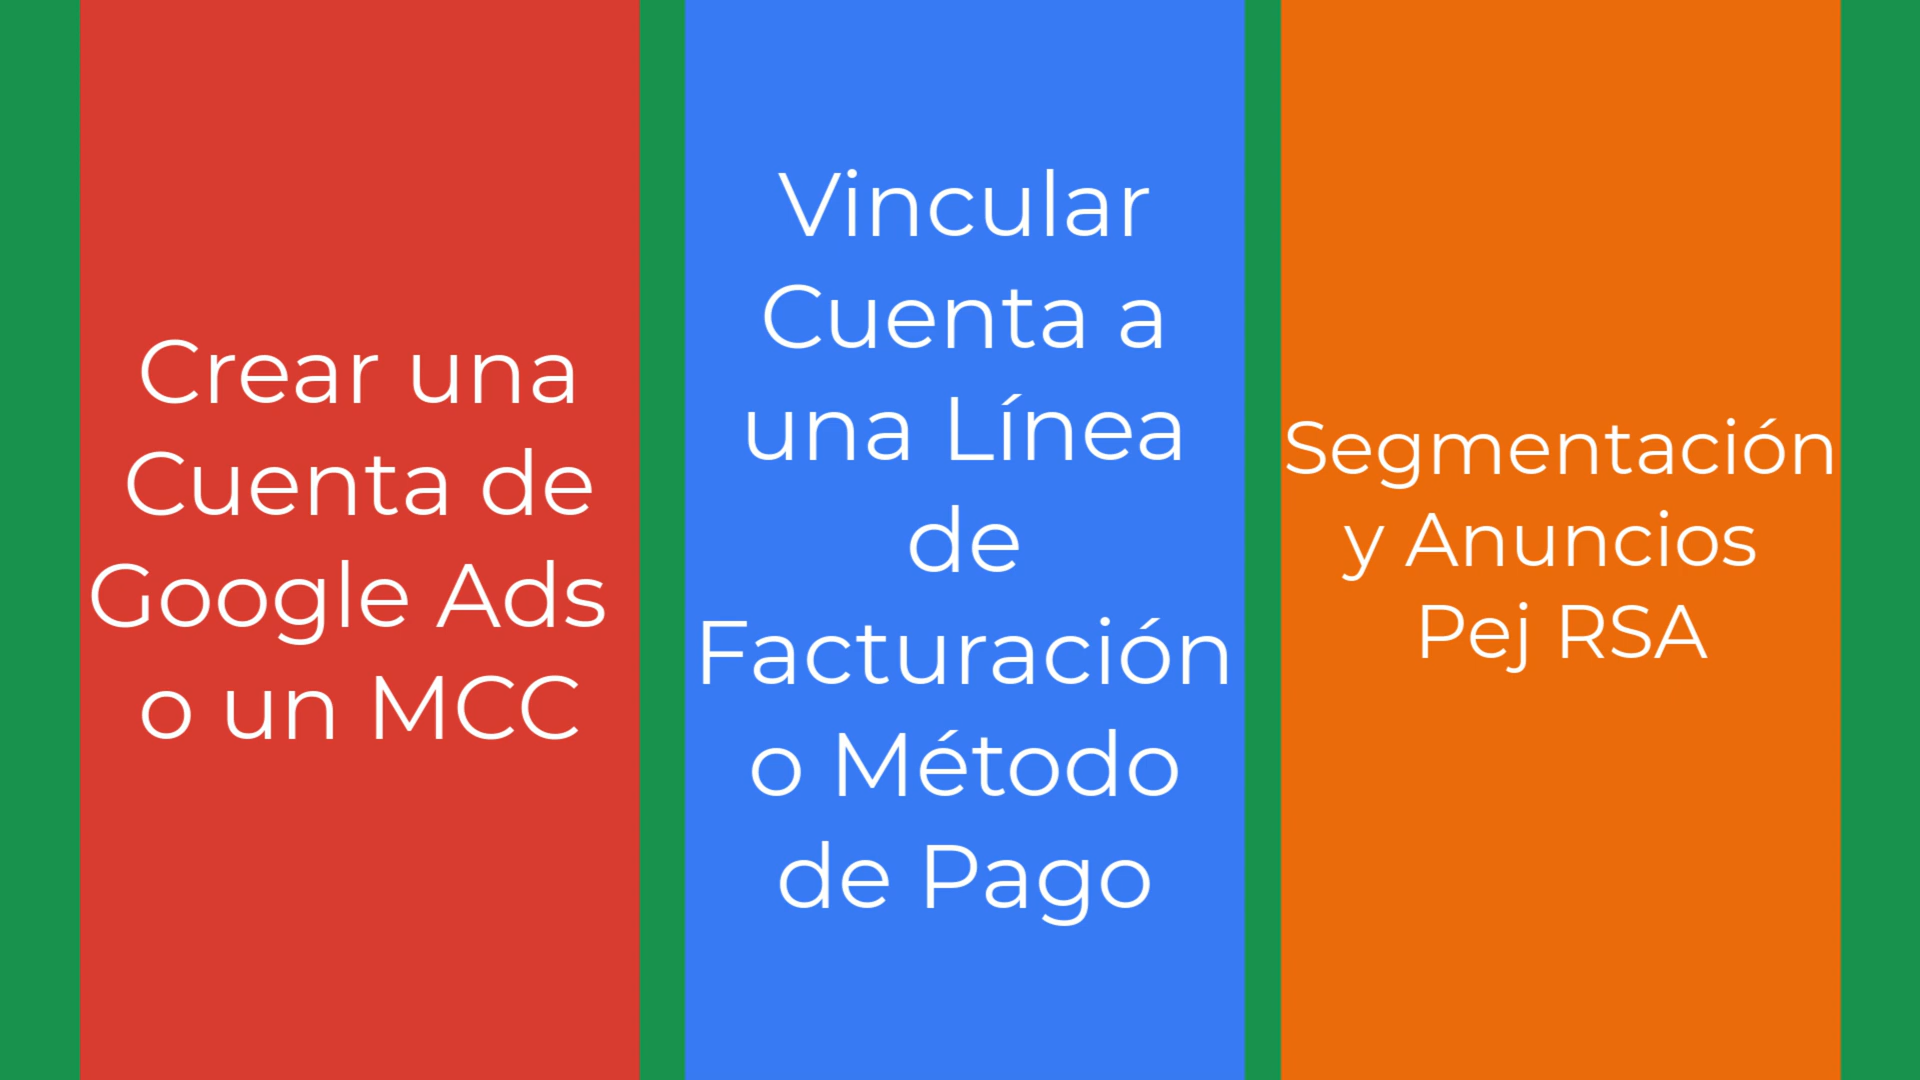 Crear una
Cuenta de
Google Ads
o un MCC
Vincular
Cuenta a
una Línea
de
Facturación
o Método
de Pago
Segmentación
y Anuncios
Pej RSA